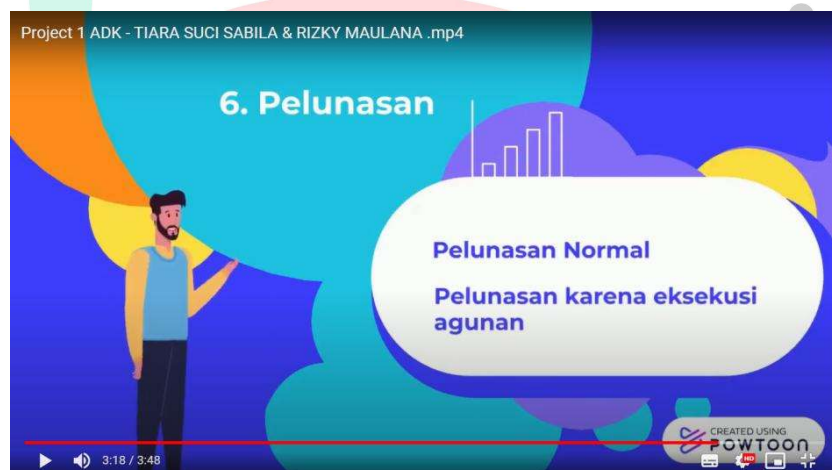 Project 1 ADK - TIARA SUCI SABILA & RIZKY MAULANA .mp4
6. Pelunasan
Pelunasan Normal
Pelunasan karena eksekusi
agunan
CREATED USING
POWTOON
HD
3:18 / 3:48